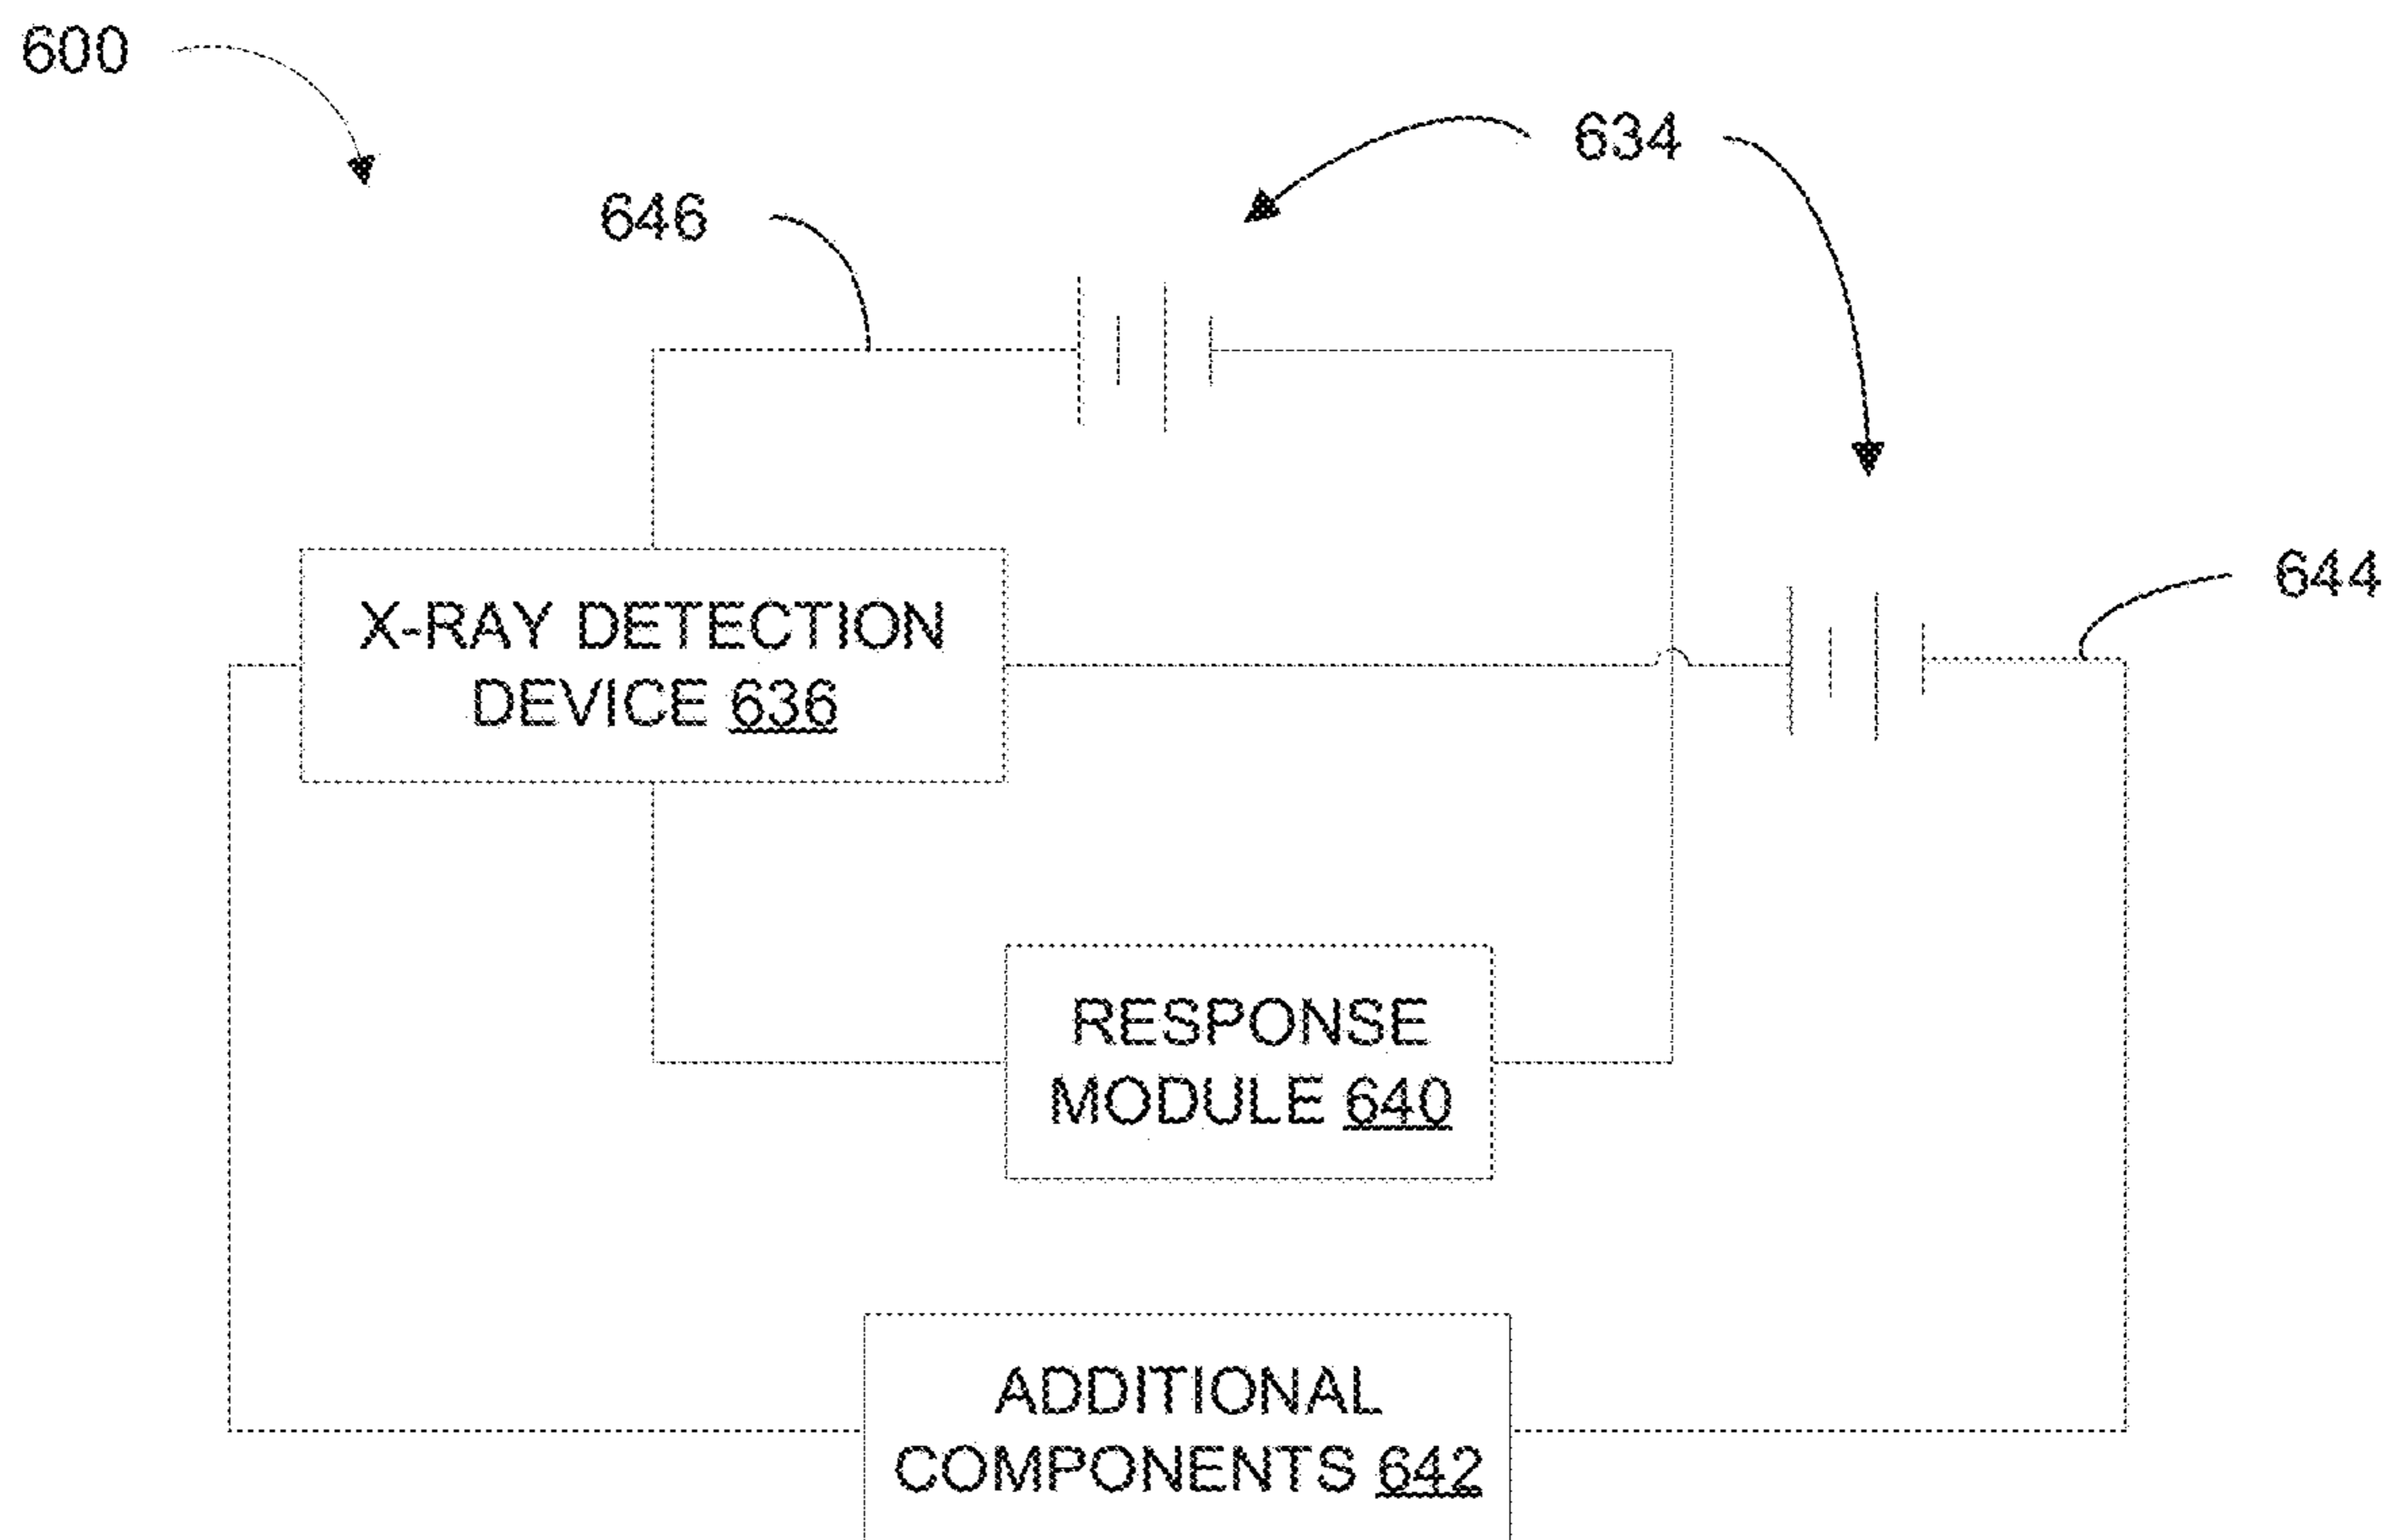 600
634
646
644
X-RAY DETECTION
DEVICE 636
RESPONSE
MODULE 640
ADDITIONAL
COMPONENTS 642